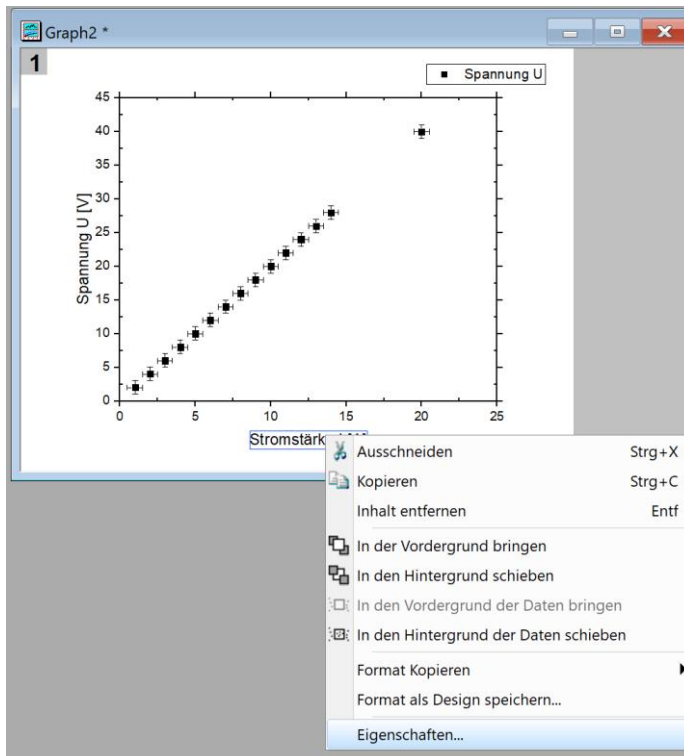 Graph2 *
1
Spannung U
45
40
35
30
25
20
15
10
5
0
Spannung U [V]
0 5 10 15 20 25
Ausschneiden Strg+X
Kopieren Strg+C
Inhalt entfernen Entf
In der Vordergrund bringen
In den Hintergrund schieben
In den Vordergrund der Daten bringen
In den Hintergrund der Daten schieben
Format Kopieren
Format als Design speichern...
Eigenschaften...